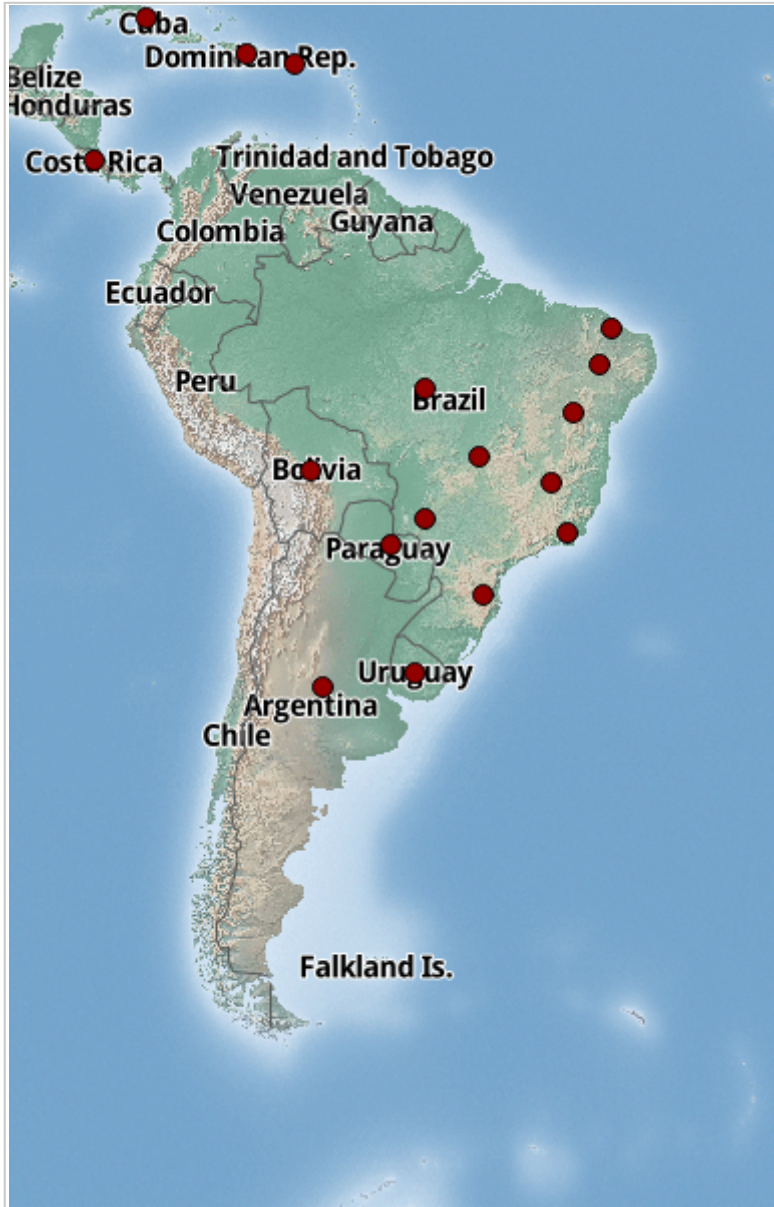 Cuba
Dominican Rep.
Belize
Honduras
Costa Rica
Trinidad and Tobago
Venezuela
Guyana
Colombia
Ecuador
Peru
Brazil
Bolivia
Paraguay
Uruguay
Argentina
Chile
Falkland Is.